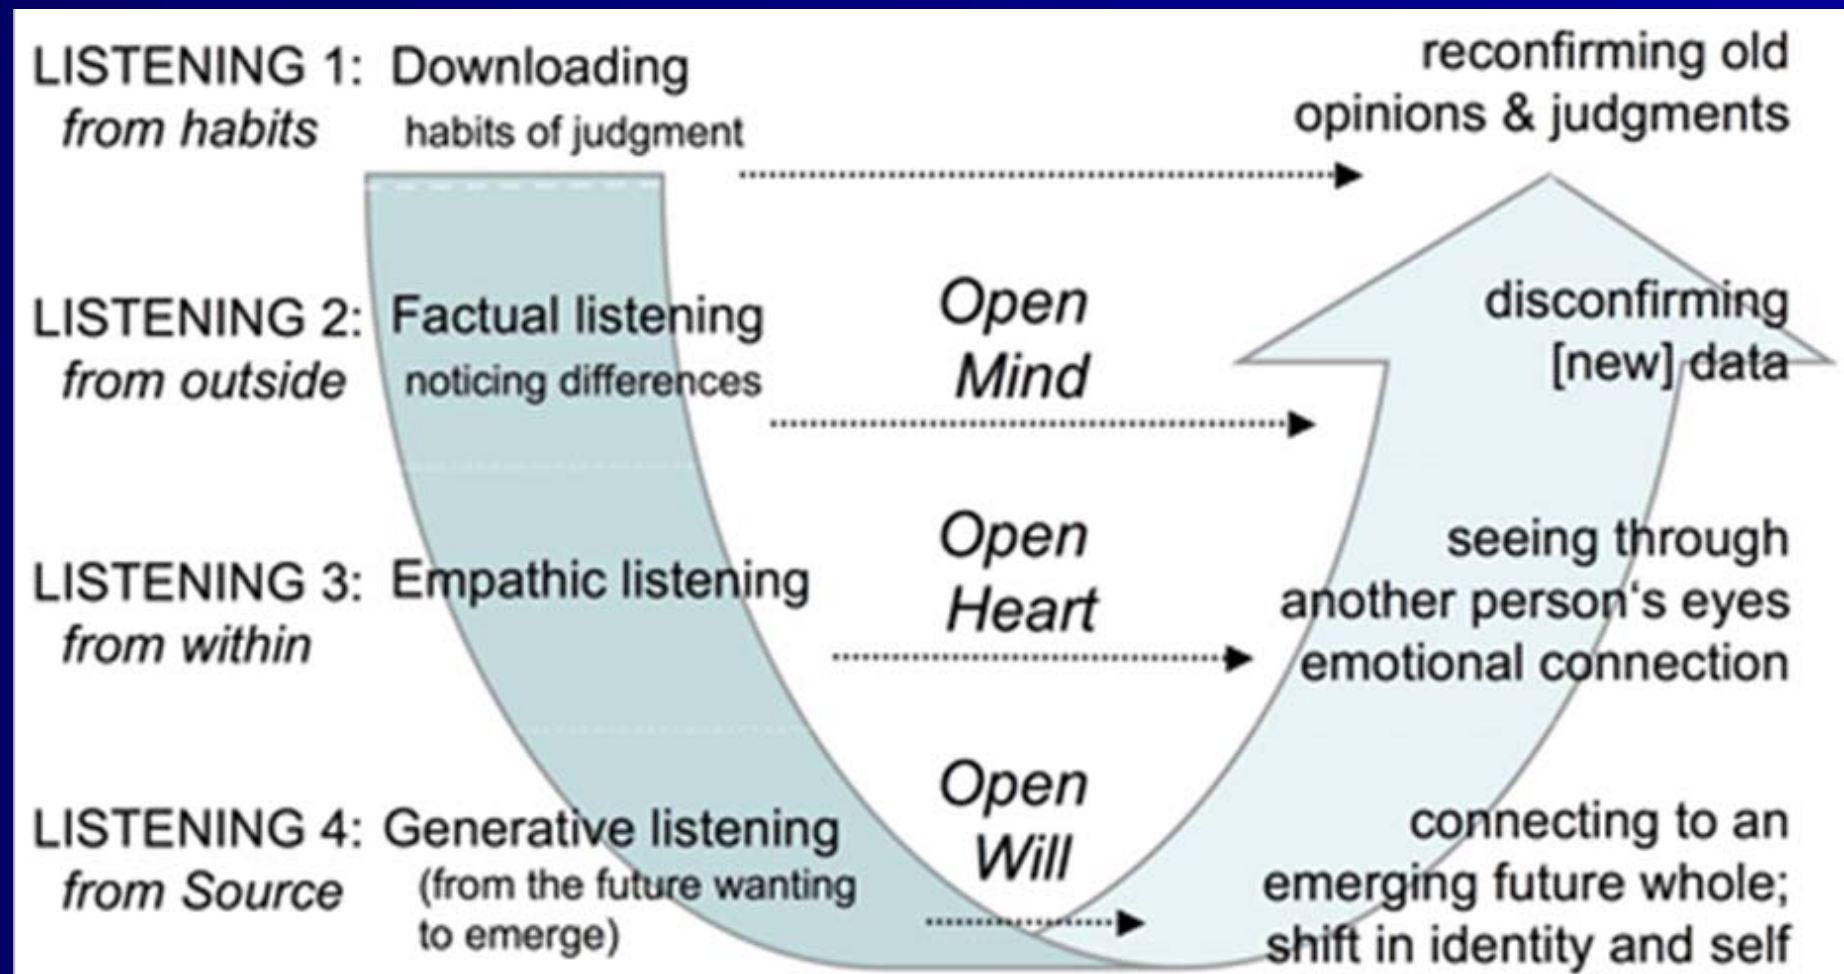 LISTENING 1: Downloading
from habits habits of judgment
reconfirming old
opinions & judgments
LISTENING 2: Factual listening
from outside noticing differences
Open
Mind
disconfirming
[new] data
LISTENING 3: Empathic listening
from within
Open
Heart
seeing through
another person‘s eyes
emotional connection
LISTENING 4: Generative listening
from Source (from the future wanting
to emerge)
Open
Will
connecting to an
emerging future whole;
shift in identity and self